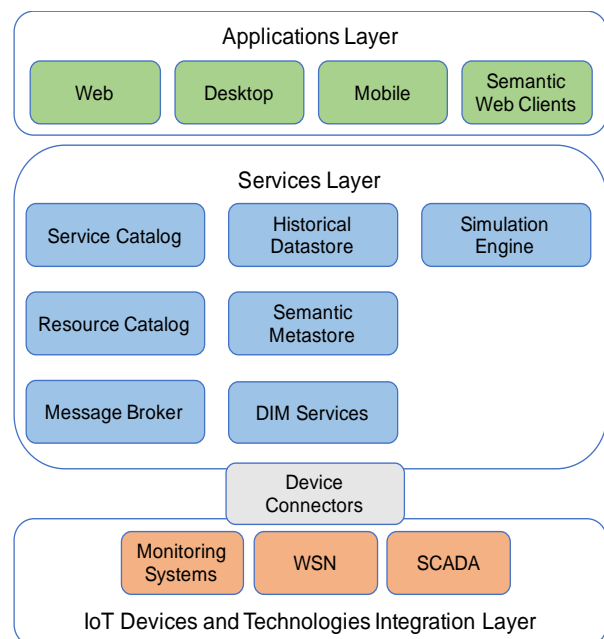 Applications Layer
Web
Desktop
Mobile
Semantic
Web Clients
Services Layer
Service Catalog
Historical
Datastore
Simulation
Engine
Resource Catalog
Semantic
Metastore
Message Broker
DIM Services
Device
Connectors
Monitoring
Systems
WSN
SCADA
IoT Devices and Technologies Integration Layer